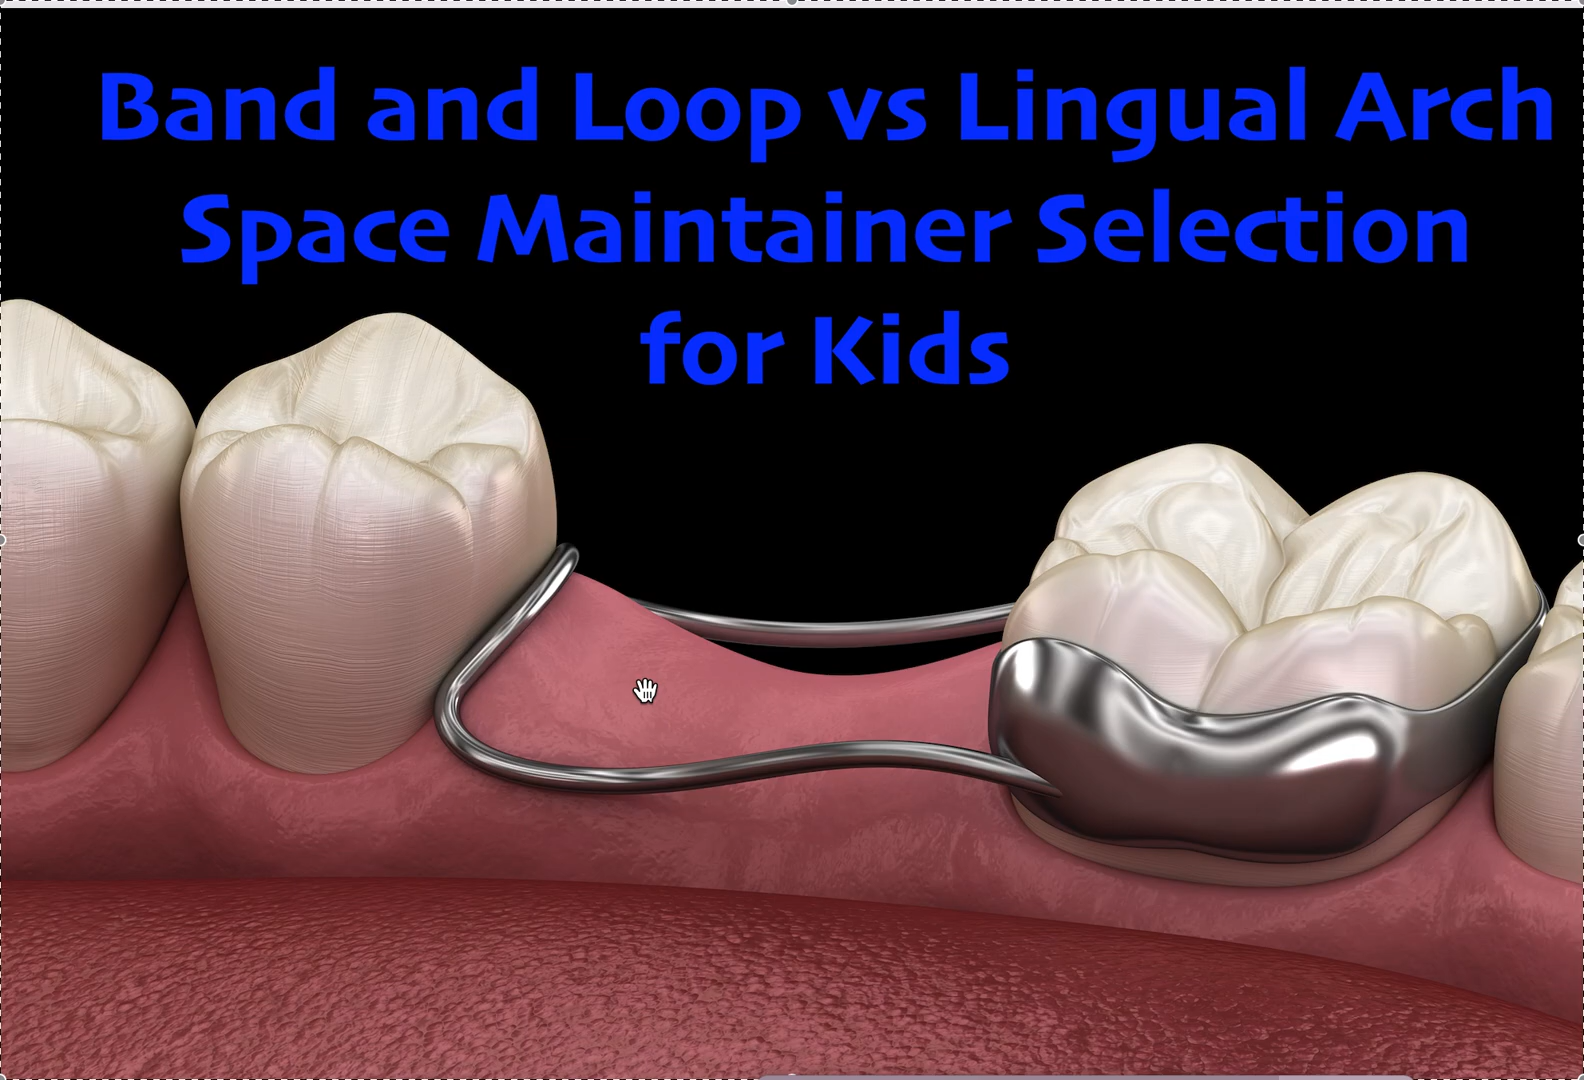 Band and Loop vs Lingual Arch
Space Maintainer Selection
for Kids